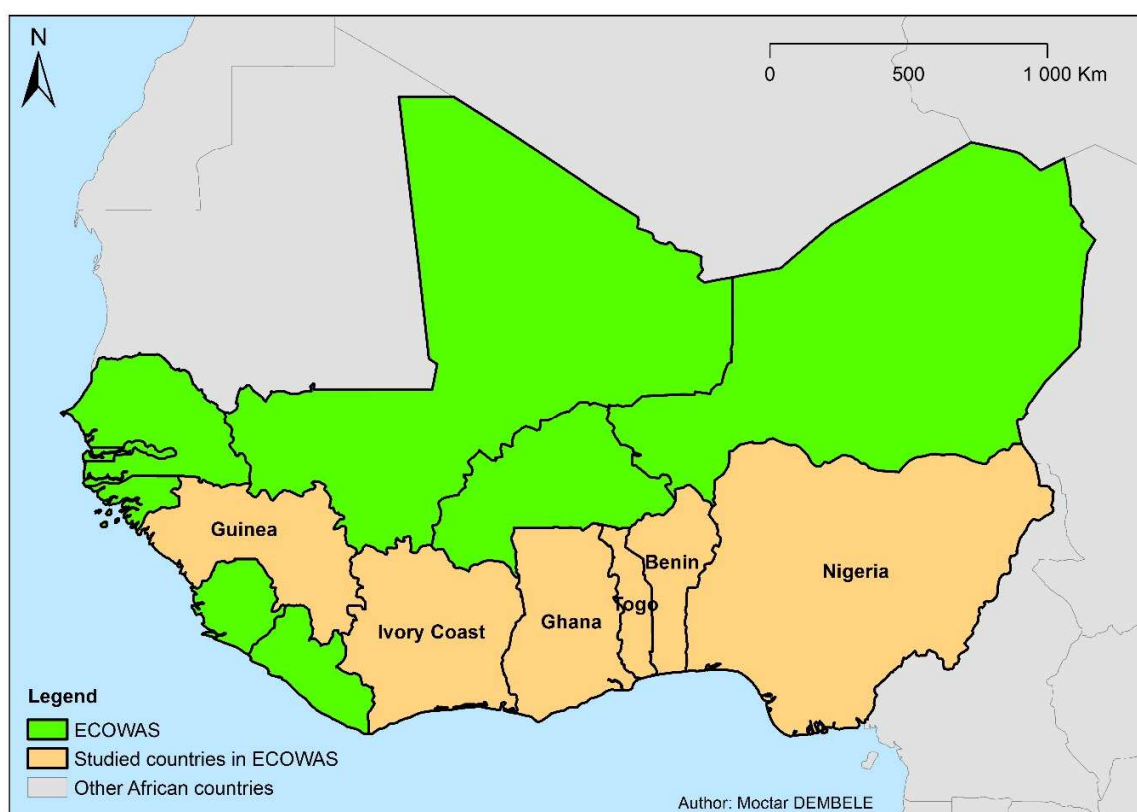 N
0 500 1 000 Km
Guinea
Benin
Nigeria
Togo
Ghana
Ivory Coast
Legend
ECOWAS
Studied countries in ECOWAS
Other African countries
Author: Moctar DEMBELE